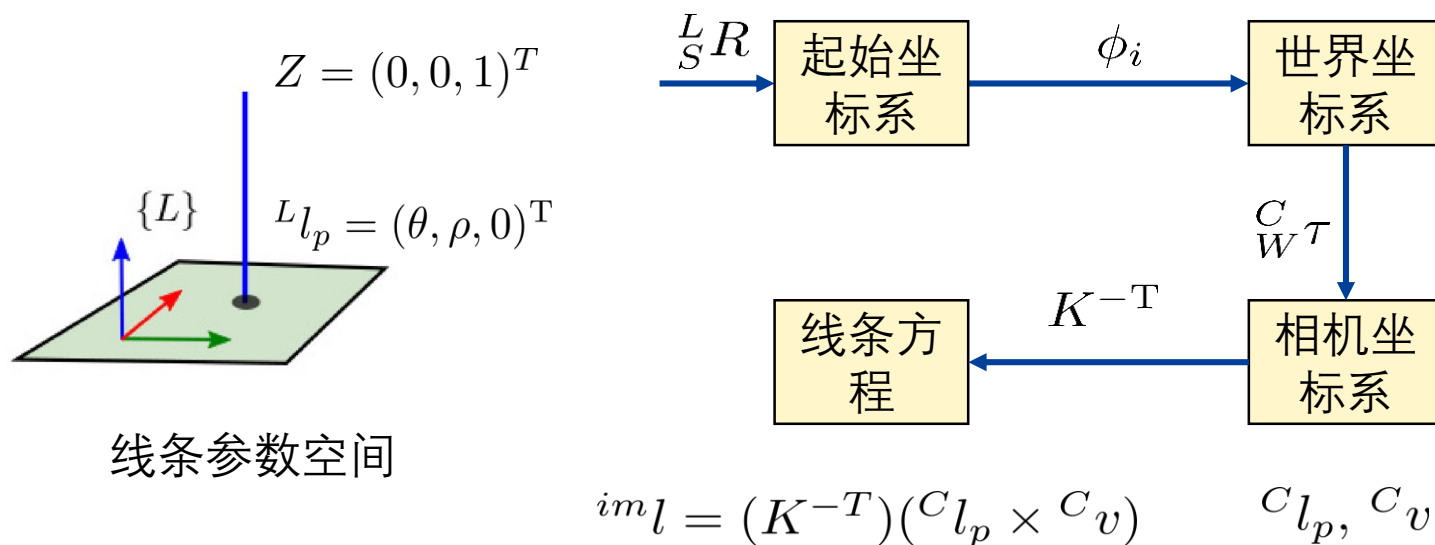 Z = (0, 0, 1)^T
{L}
^L l_p = (θ, ρ, 0)^T
线条参数空间
^L_S R
起始坐
标系
ϕ_i
世界坐
标系
^C_W τ
K^{-T}
线条方
程
相机坐
标系
^{im} l = (K^{-T})(^C l_p × ^C v)
^C l_p, ^C v